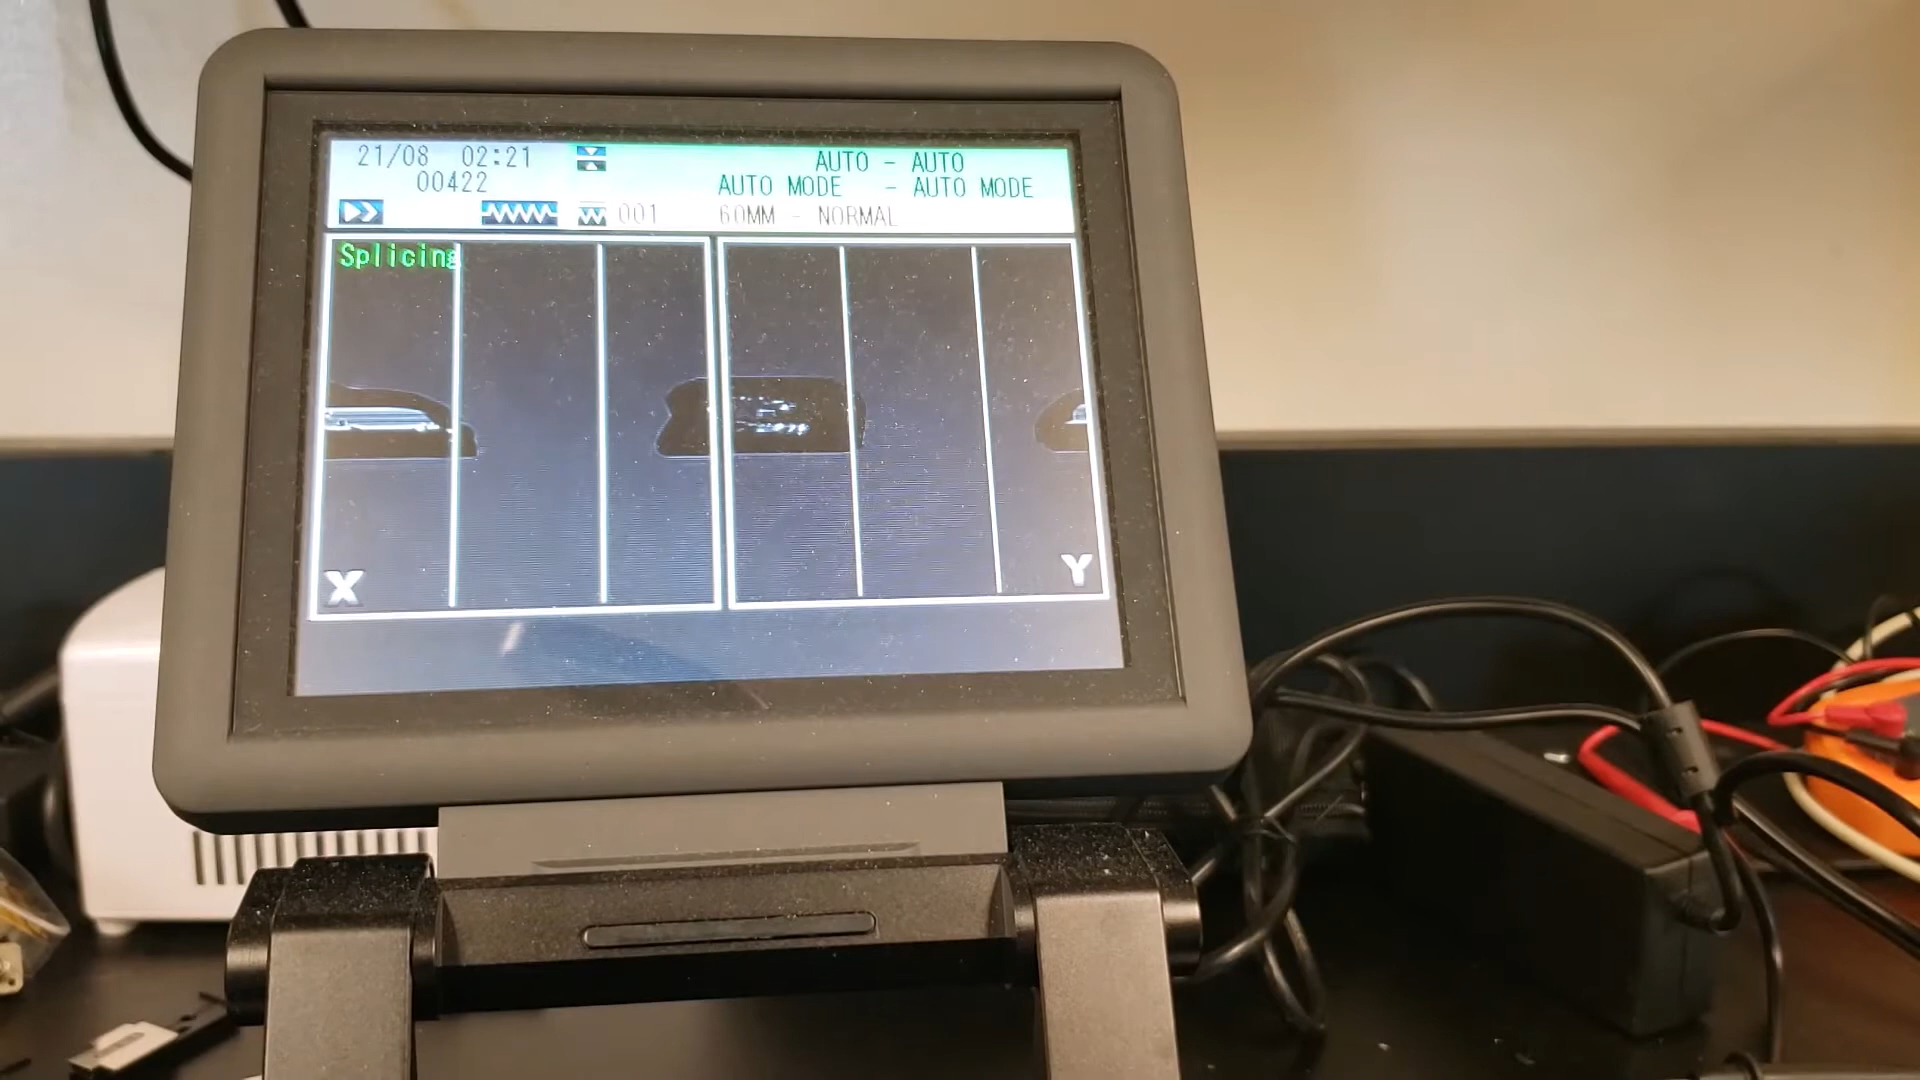 21/08 02:21
AUTO - AUTO
00422
AUTO MODE - AUTO MODE
001
60MM - NORMAL
Splicing
X
Y